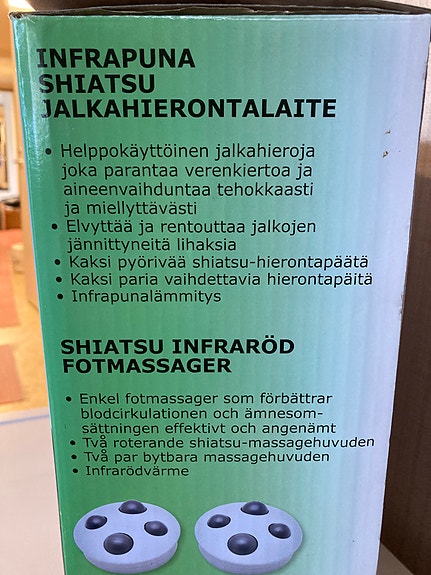 INFRAPUNA
SHIATSU
JALKAHIERONTALAITE
• Helppokäyttöinen jalkahieroja
joka parantaa verenkiertoa ja
aineenvaihduntaa tehokkaasti
ja miellyttävästi
• Elvyttää ja rentouttaa jalkojen
jännittyneitä lihaksia
• Kaksi pyörivää shiatsu-hierontapäätä
• Kaksi paria vaihdettavia hierontapäitä
• Infrapunalämmitys
SHIATSU INFRARÖD
FOTMASSAGER
• Enkel fotmassager som förbättrar
blodcirkulationen och ämnesom-
sättningen effektivt och angenämt
• Två roterande shiatsu-massagehuvuden
• Två par bytbara massagehuvuden
• Infrarödvärme